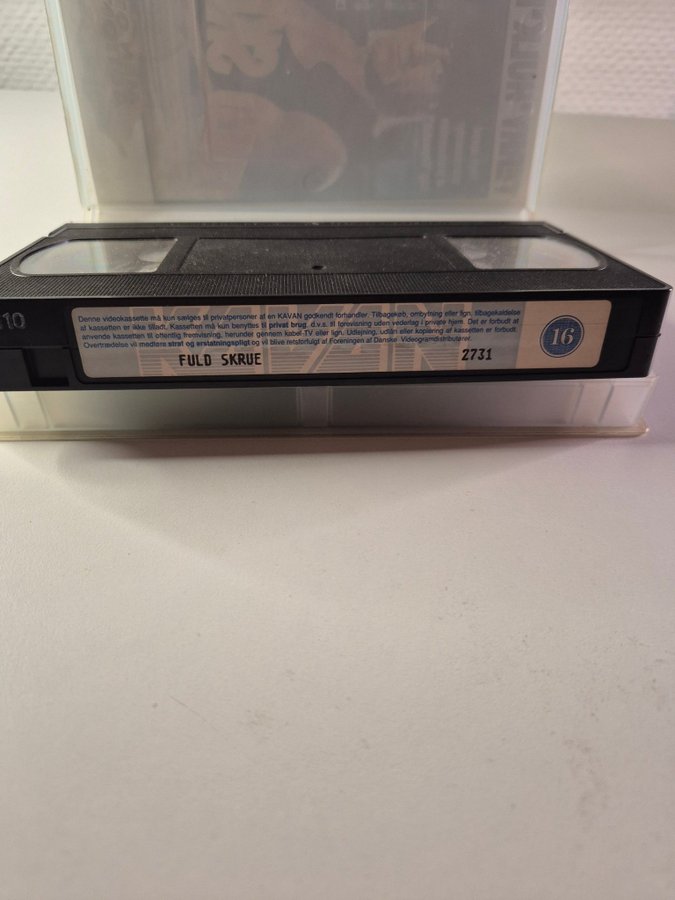 10
Denne videokassette må kun sælges til privatpersoner af en KAVAN godkendt forhandler. Tilbagekøb, ombytning eller lign. tilbagekaldelse
af kassetten er ikke tilladt. Kassetten må kun benyttes til privat brug, d.v.s. til forevisning uden vederlag i private hjem. Det er forbudt at
anvende kassetten til offentlig fremvisning, herunder gennem kabel-TV eller lign. Udlejning, udlån eller kopiering af kassetten er forbudt.
Overtrædelse vil medføre straf og erstatningspligt og vil blive retsforfulgt af Foreningen af Danske Videogramdistributører.
16
FULD SKRUE 2731
KAVAN